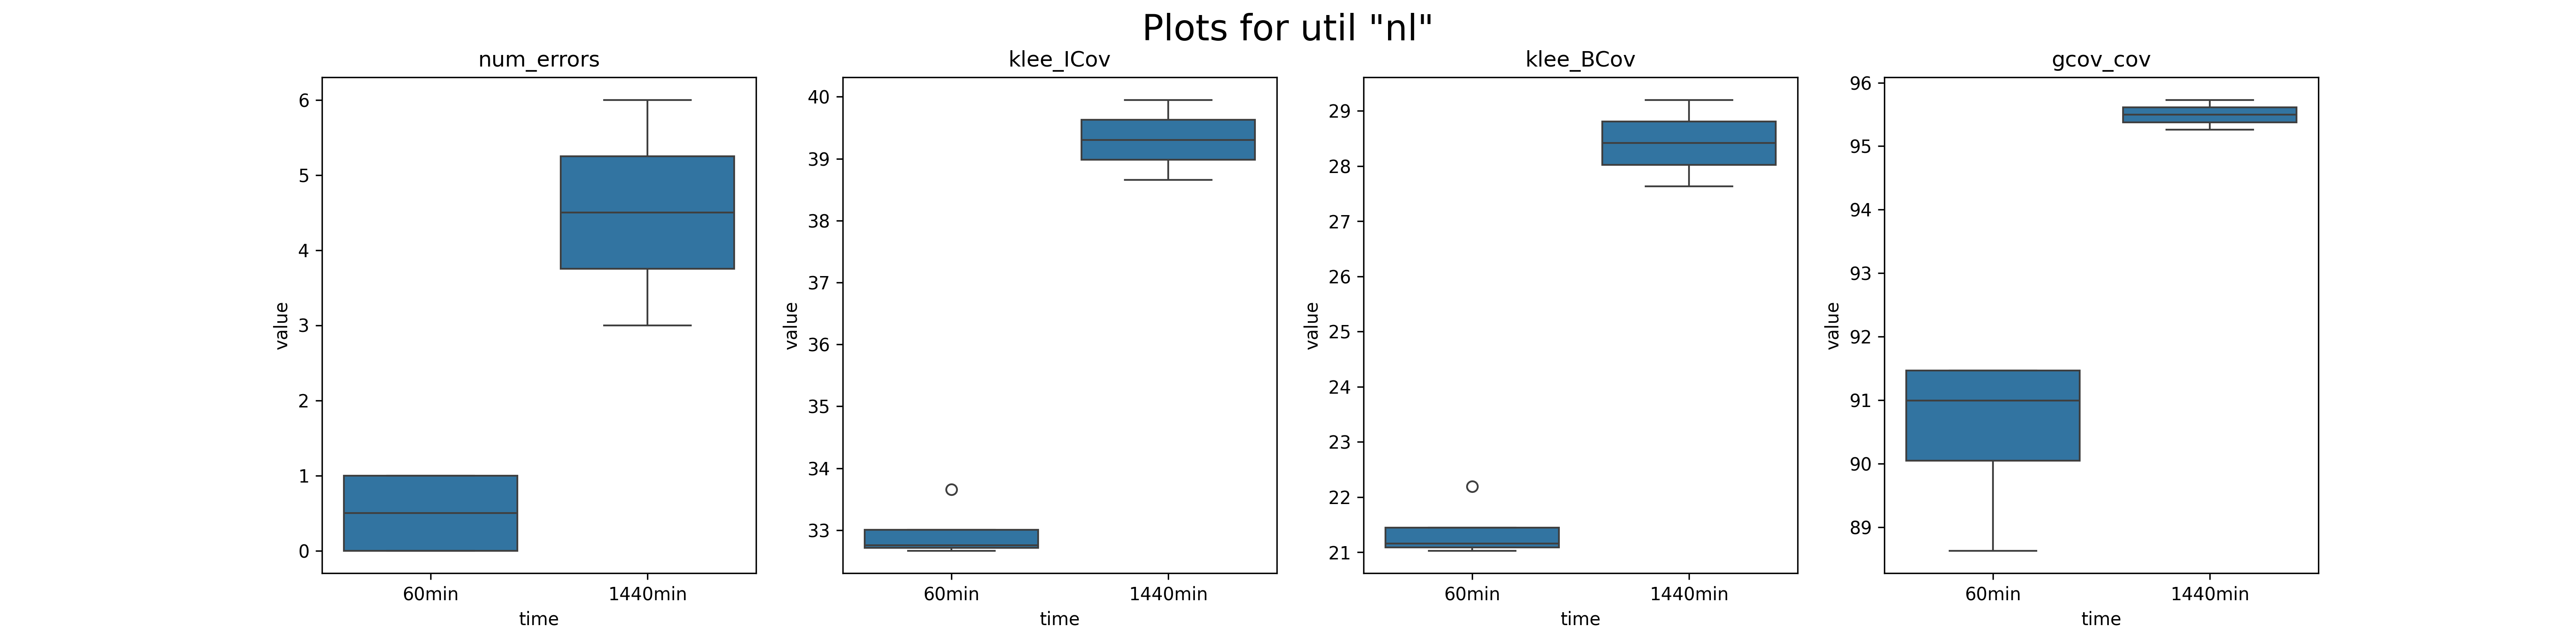 Plots for util "nl"
num_errors
6
5
4
3
2
1
0
value
60min
1440min
time
klee_ICov
40
39
38
37
36
35
34
33
value
60min
1440min
time
klee_BCov
29
28
27
26
25
24
23
22
21
value
60min
1440min
time
gcov_cov
96
95
94
93
92
91
90
89
value
60min
1440min
time